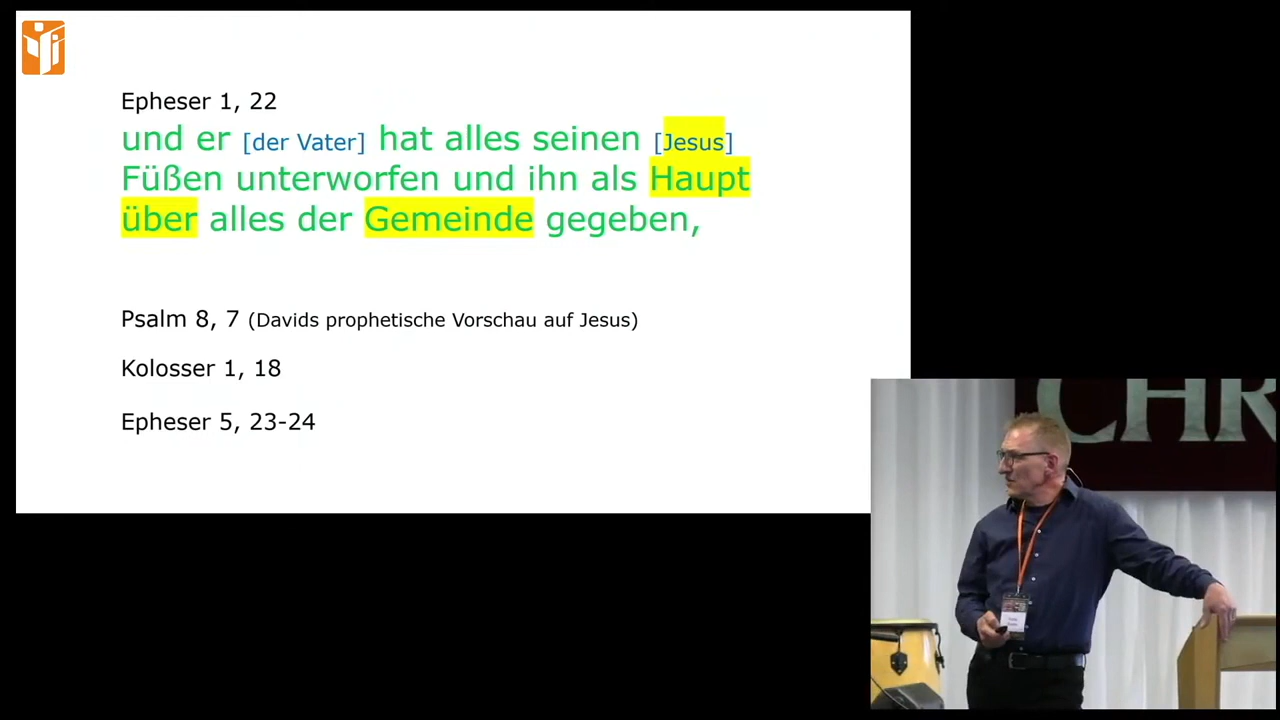 Epheser 1, 22
und er [der Vater] hat alles seinen [Jesus]
Füßen unterworfen und ihn als Haupt
über alles der Gemeinde gegeben,
Psalm 8, 7 (Davids prophetische Vorschau auf Jesus)
Kolosser 1, 18
Epheser 5, 23-24
CHR